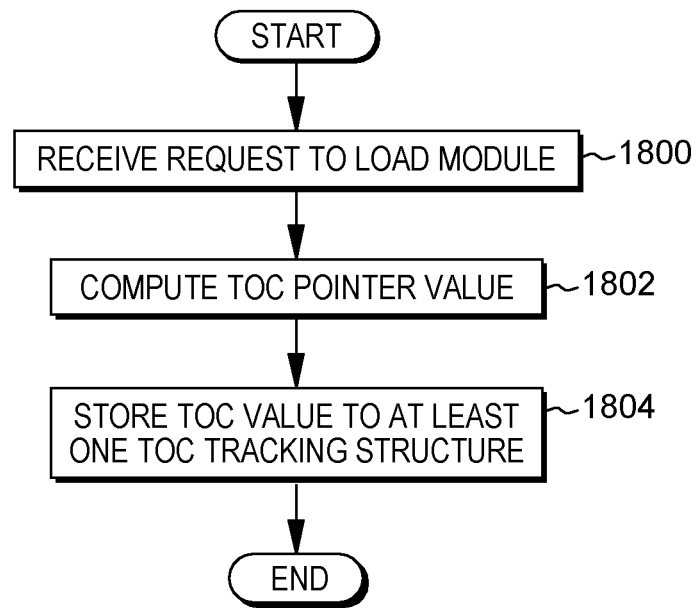 START
RECEIVE REQUEST TO LOAD MODULE
1800
COMPUTE TOC POINTER VALUE
1802
STORE TOC VALUE TO AT LEAST
ONE TOC TRACKING STRUCTURE
1804
END